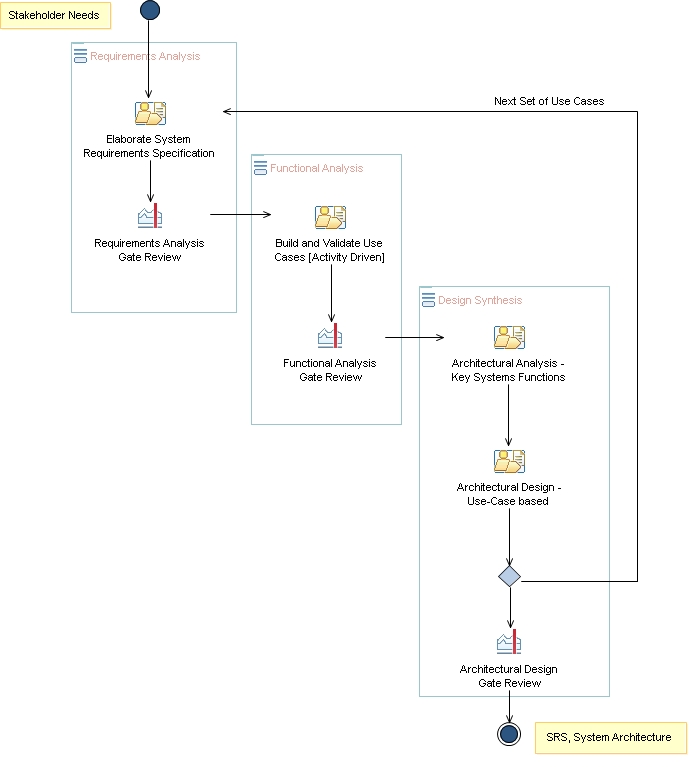 Stakeholder Needs
Requirements Analysis
Next Set of Use Cases
Elaborate System
Requirements Specification
Functional Analysis
Requirements Analysis
Gate Review
Build and Validate Use
Cases [Activity Driven]
Design Synthesis
Functional Analysis
Gate Review
Architectural Analysis -
Key Systems Functions
Architectural Design -
Use-Case based
Architectural Design
Gate Review
SRS, System Architecture